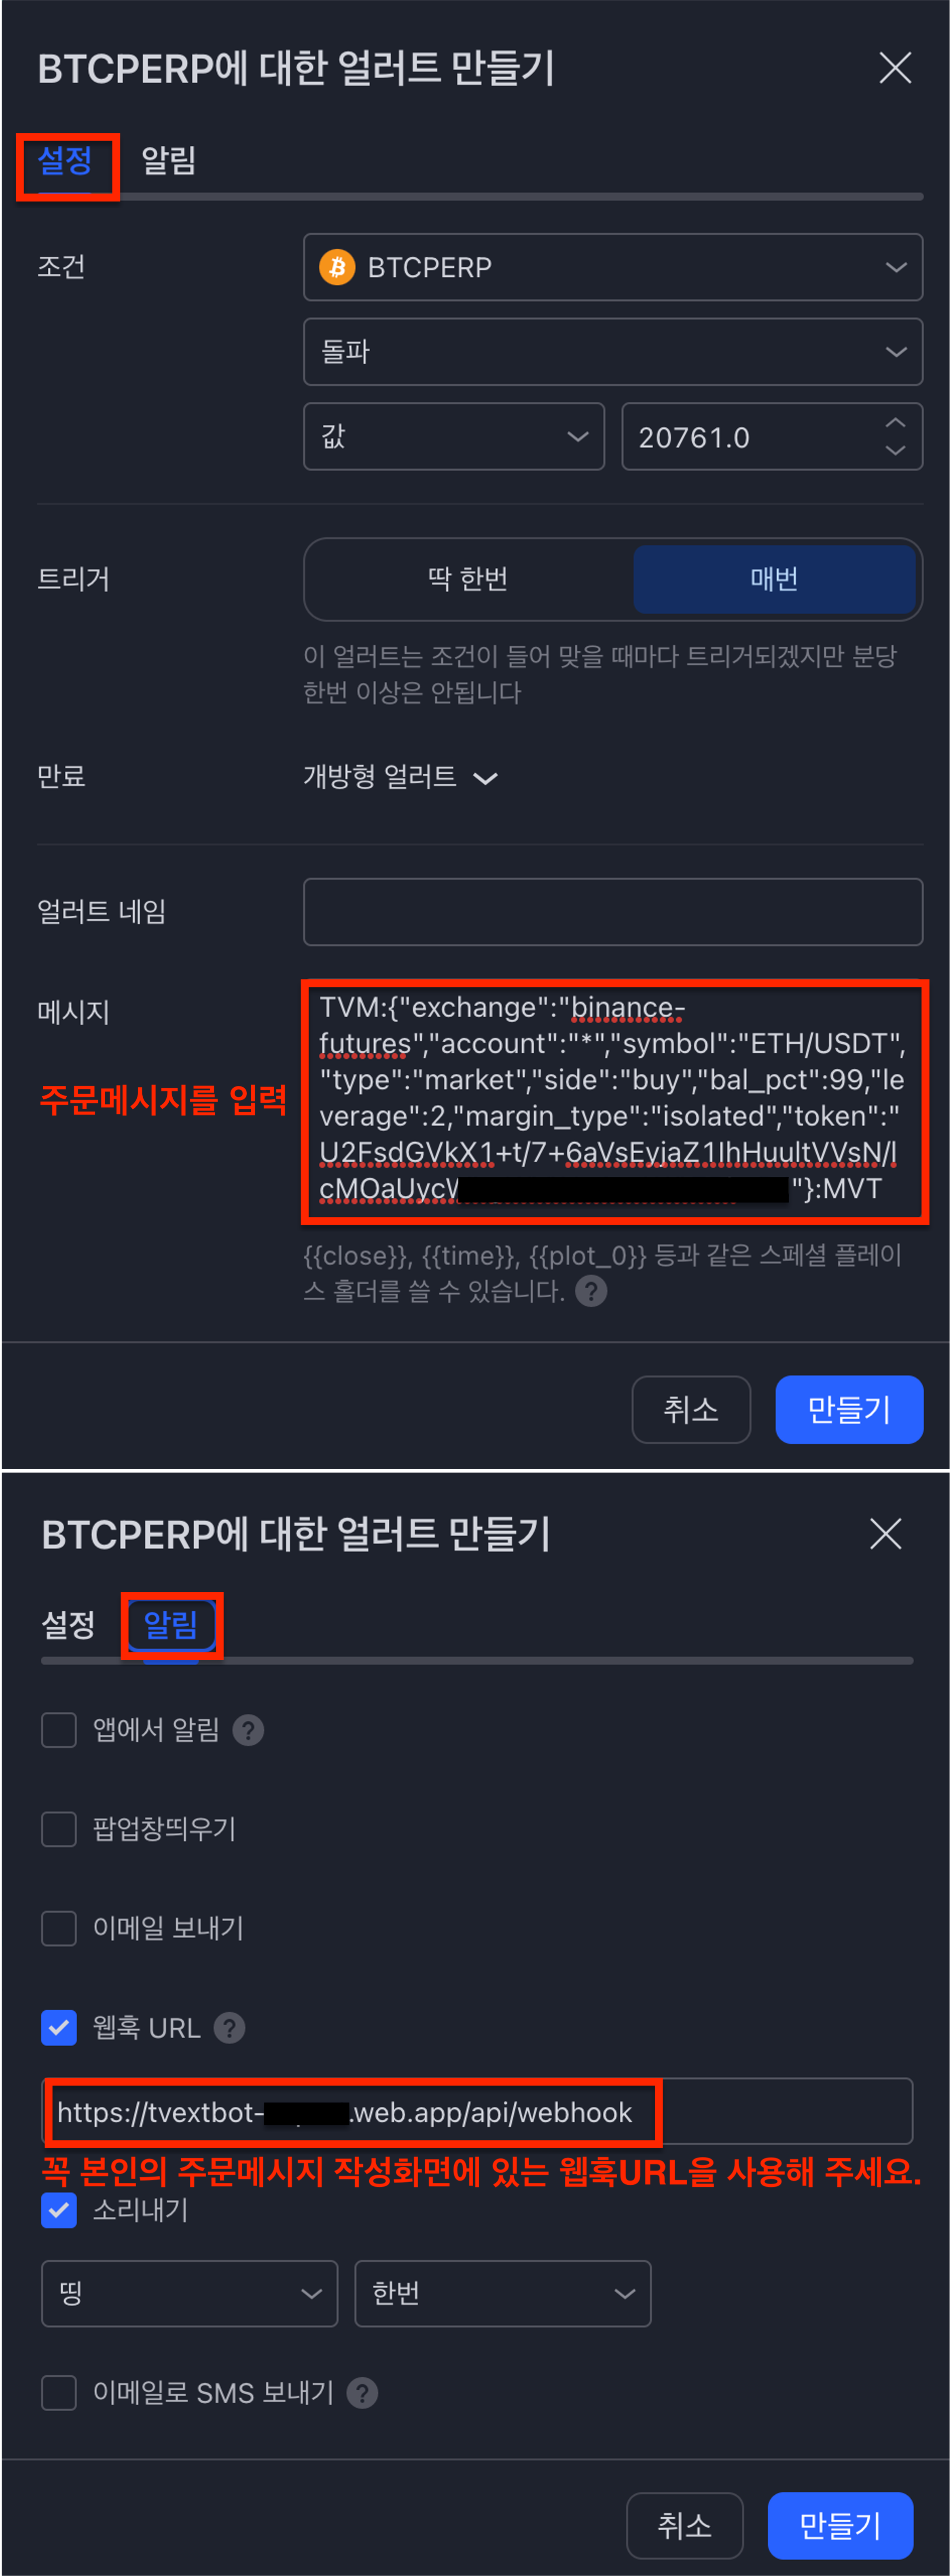 BTCPERP에 대한 얼러트 만들기
설정 알림
조건
BTCPERP
돌파
값 20761.0
트리거
딱 한번 매번
이 얼러트는 조건이 들어 맞을 때마다 트리거되겠지만 분당
한번 이상은 안됩니다
만료
개방형 얼러트
얼러트 네임
메시지
주문메시지를 입력
TVM:{"exchange":"binance-
futures","account":"*","symbol":"ETH/USDT",
"type":"market","side":"buy","bal_pct":99,"le
verage":2,"margin_type":"isolated","token":"
U2FsdGVkX1+t/7+6aVsEyjaZ1lhHuultVVsN/l
cMOaUycW "}:MVT
{{close}}, {{time}}, {{plot_0}} 등과 같은 스페셜 플레이
스 홀더를 쓸 수 있습니다. ?
취소 만들기
BTCPERP에 대한 얼러트 만들기
설정 알림
앱에서 알림 ?
팝업창띄우기
이메일 보내기
웹훅 URL ?
https://tvextbot- .web.app/api/webhook
꼭 본인의 주문메시지 작성화면에 있는 웹훅URL을 사용해 주세요.
소리내기
띵 한번
이메일로 SMS 보내기 ?
취소 만들기